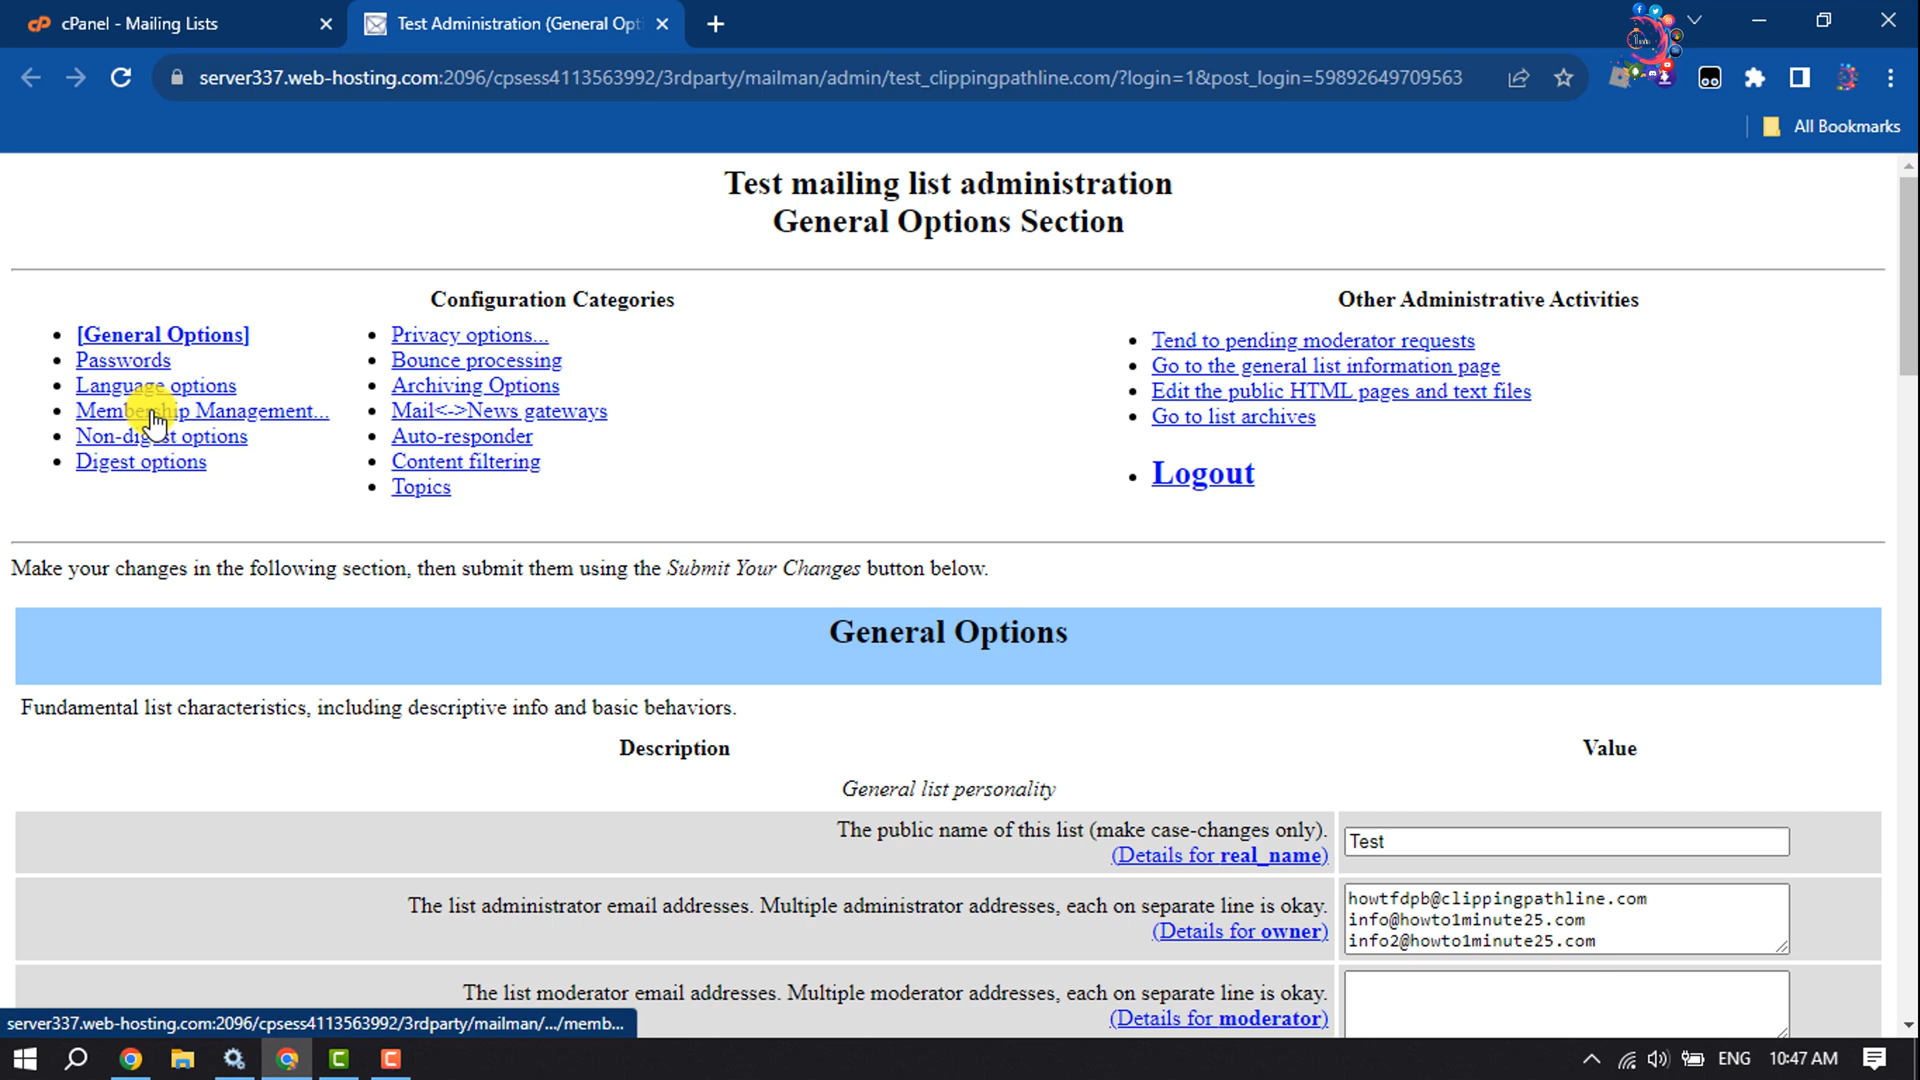 cPanel - Mailing Lists
Test Administration (General Opti
server337.web-hosting.com:2096/cpsess4113563992/3rdparty/mailman/admin/test_clippingpathline.com/?login=1&post_login=59892649709563
All Bookmarks
Test mailing list administration
General Options Section
Configuration Categories
[General Options]
Passwords
Language options
Membership Management...
Non-digest options
Digest options
Privacy options...
Bounce processing
Archiving Options
Mail<->News gateways
Auto-responder
Content filtering
Topics
Other Administrative Activities
Tend to pending moderator requests
Go to the general list information page
Edit the public HTML pages and text files
Go to list archives
Logout
Make your changes in the following section, then submit them using the Submit Your Changes button below.
General Options
Fundamental list characteristics, including descriptive info and basic behaviors.
Description
Value
General list personality
The public name of this list (make case-changes only).
(Details for real_name)
Test
The list administrator email addresses. Multiple administrator addresses, each on separate line is okay.
(Details for owner)
howtfdpb@clippingpathline.com
info@howto1minute25.com
info2@howto1minute25.com
The list moderator email addresses. Multiple moderator addresses, each on separate line is okay.
(Details for moderator)
server337.web-hosting.com:2096/cpsess4113563992/3rdparty/mailman/.../memb...
ENG
10:47 AM